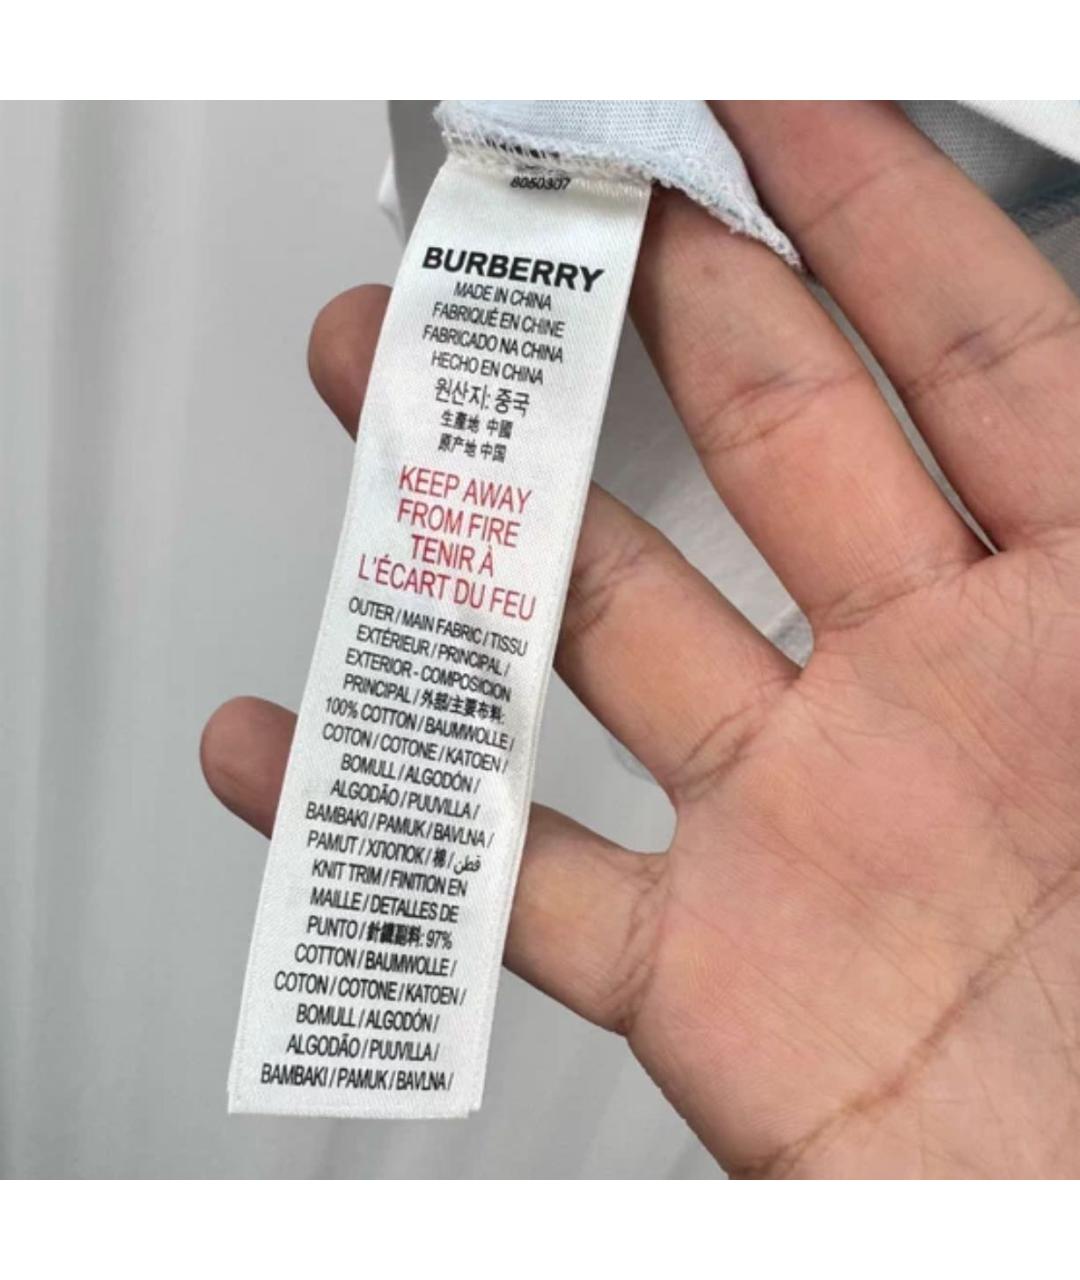 8050307
BURBERRY
MADE IN CHINA
FABRIQUÉ EN CHINE
FABRICADO NA CHINA
HECHO EN CHINA
원산지: 중국
生產地 中國
原产地 中国
KEEP AWAY
FROM FIRE
TENIR À
L'ÉCART DU FEU
OUTER / MAIN FABRIC / TISSU
EXTÉRIEUR / PRINCIPAL /
EXTERIOR - COMPOSICION
PRINCIPAL / 外部/主要布料:
100% COTTON / BAUMWOLLE /
COTON / COTONE / KATOEN /
BOMULL / ALGODÓN /
ALGODÃO / PUUVILLA /
BAMBAKI / PAMUK / BAVLNA /
PAMUT / ХЛОПОК / 棉 / قطن
KNIT TRIM / FINITION EN
MAILLE / DETALLES DE
PUNTO / 針織副料: 97%
COTTON / BAUMWOLLE /
COTON / COTONE / KATOEN /
BOMULL / ALGODÓN /
ALGODÃO / PUUVILLA /
BAMBAKI / PAMUK / BAVLNA /